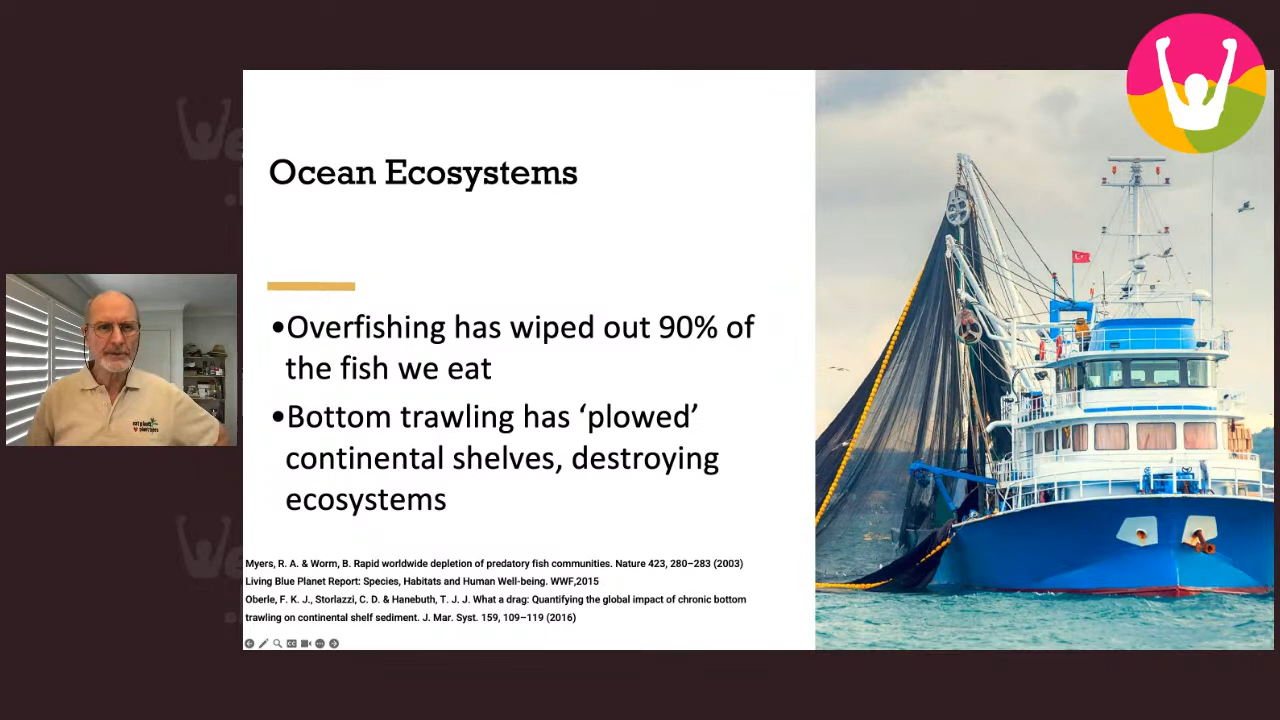 Ocean Ecosystems
•Overfishing has wiped out 90% of
the fish we eat
•Bottom trawling has ‘plowed’
continental shelves, destroying
ecosystems
Myers, R. A. & Worm, B. Rapid worldwide depletion of predatory fish communities. Nature 423, 280–283 (2003)
Living Blue Planet Report: Species, Habitats and Human Well-being. WWF,2015
Oberle, F. K. J., Storlazzi, C. D. & Hanebuth, T. J. J. What a drag: Quantifying the global impact of chronic bottom
trawling on continental shelf sediment. J. Mar. Syst. 159, 109–119 (2016)